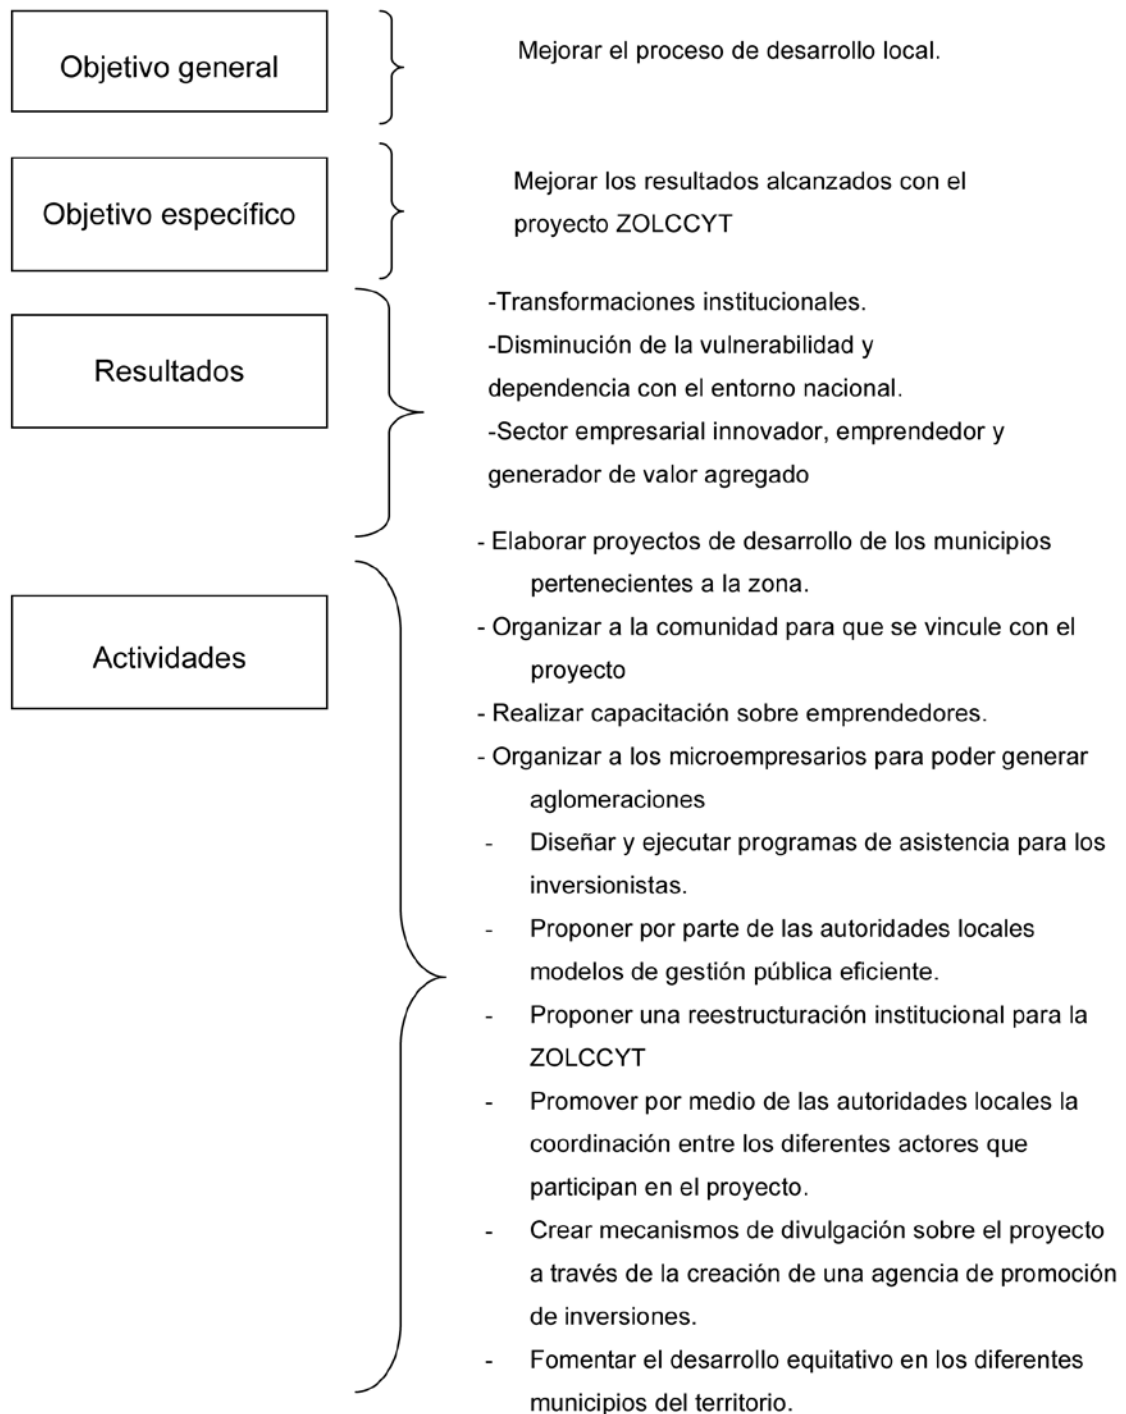 Objetivo general
Mejorar el proceso de desarrollo local.
Objetivo específico
Mejorar los resultados alcanzados con el
proyecto ZOLCCYT
Resultados
-Transformaciones institucionales.
-Disminución de la vulnerabilidad y
dependencia con el entorno nacional.
-Sector empresarial innovador, emprendedor y
generador de valor agregado
Actividades
- Elaborar proyectos de desarrollo de los municipios
pertenecientes a la zona.
- Organizar a la comunidad para que se vincule con el
proyecto
- Realizar capacitación sobre emprendedores.
- Organizar a los microempresarios para poder generar
aglomeraciones
- Diseñar y ejecutar programas de asistencia para los
inversionistas.
- Proponer por parte de las autoridades locales
modelos de gestión pública eficiente.
- Proponer una reestructuración institucional para la
ZOLCCYT
- Promover por medio de las autoridades locales la
coordinación entre los diferentes actores que
participan en el proyecto.
- Crear mecanismos de divulgación sobre el proyecto
a través de la creación de una agencia de promoción
de inversiones.
- Fomentar el desarrollo equitativo en los diferentes
municipios del territorio.